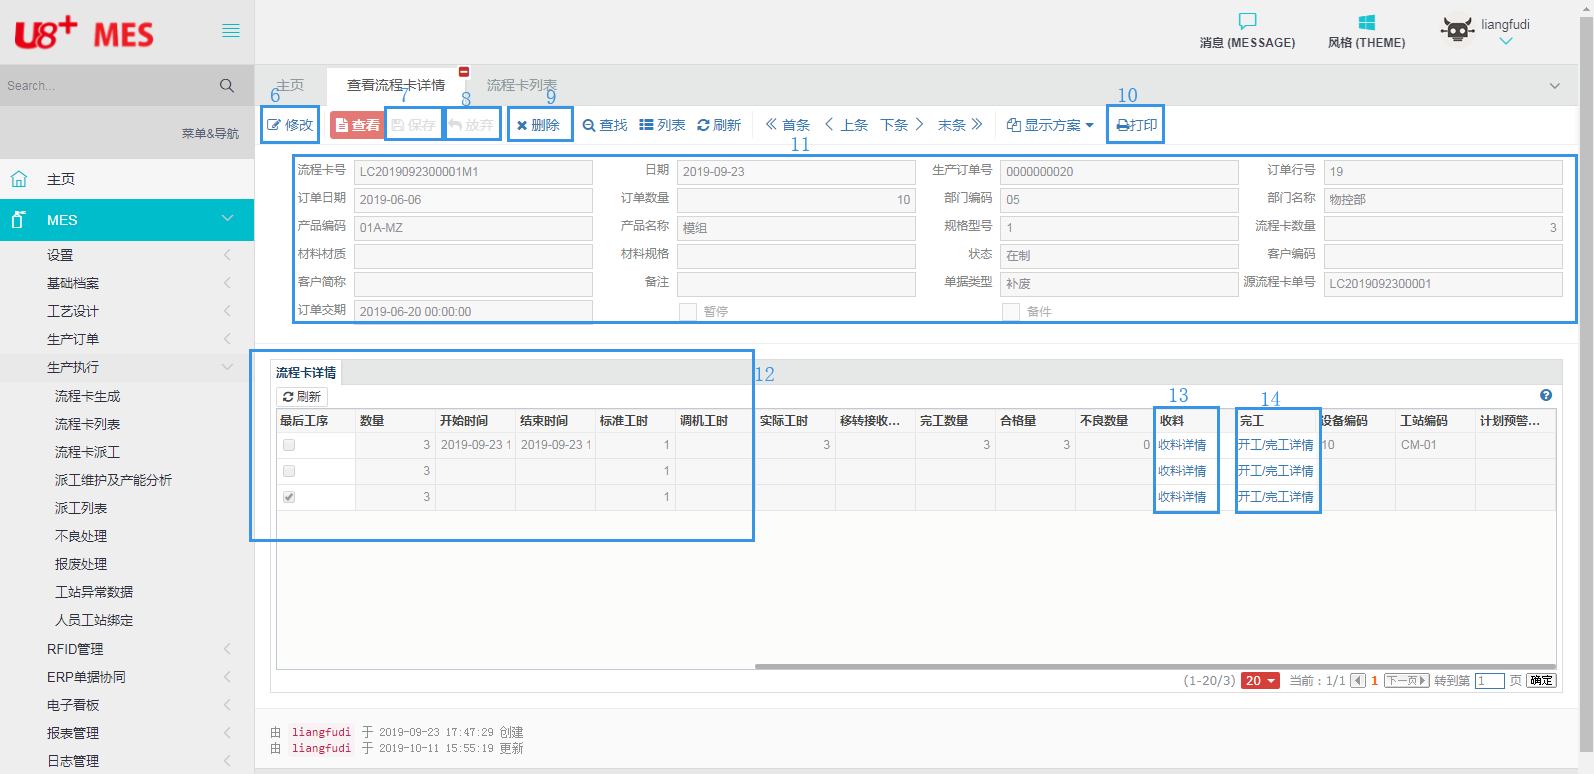 U8+ MES
消息 (MESSAGE)
风格 (THEME)
liangfudi
Search...
主页
查看流程卡详情
流程卡列表
菜单&导航
6
7
8
9
10
修改
查看
保存
放弃
删除
查找
列表
刷新
首条
上条
下条
末条
显示方案
打印
11
主页
MES
设置
基础档案
工艺设计
生产订单
生产执行
流程卡生成
流程卡列表
流程卡派工
派工维护及产能分析
派工列表
不良处理
报废处理
工站异常数据
人员工站绑定
RFID管理
ERP单据协同
电子看板
报表管理
日志管理
流程卡号 LC2019092300001M1 日期 2019-09-23 生产订单号 0000000020 订单行号 19
订单日期 2019-06-06 订单数量 10 部门编码 05 部门名称 物控部
产品编码 01A-MZ 产品名称 模组 规格型号 1 流程卡数量 3
材料材质 材料规格 状态 在制 客户编码
客户简称 备注 单据类型 补废 源流程卡单号 LC2019092300001
订单交期 2019-06-20 00:00:00 暂停 备件
流程卡详情
12
刷新
13
14
最后工序 数量 开始时间 结束时间 标准工时 调机工时 实际工时 移转接收... 完工数量 合格量 不良数量 收料 完工 设备编码 工站编码 计划预警...
3 2019-09-23 1 2019-09-23 1 1 3 3 3 0 收料详情 开工/完工详情 10 CM-01
3 1 收料详情 开工/完工详情
3 1 收料详情 开工/完工详情
(1-20/3) 20 当前：1/1 1 下一页 转到第 1 页 确定
由 liangfudi 于 2019-09-23 17:47:29 创建
由 liangfudi 于 2019-10-11 15:55:19 更新